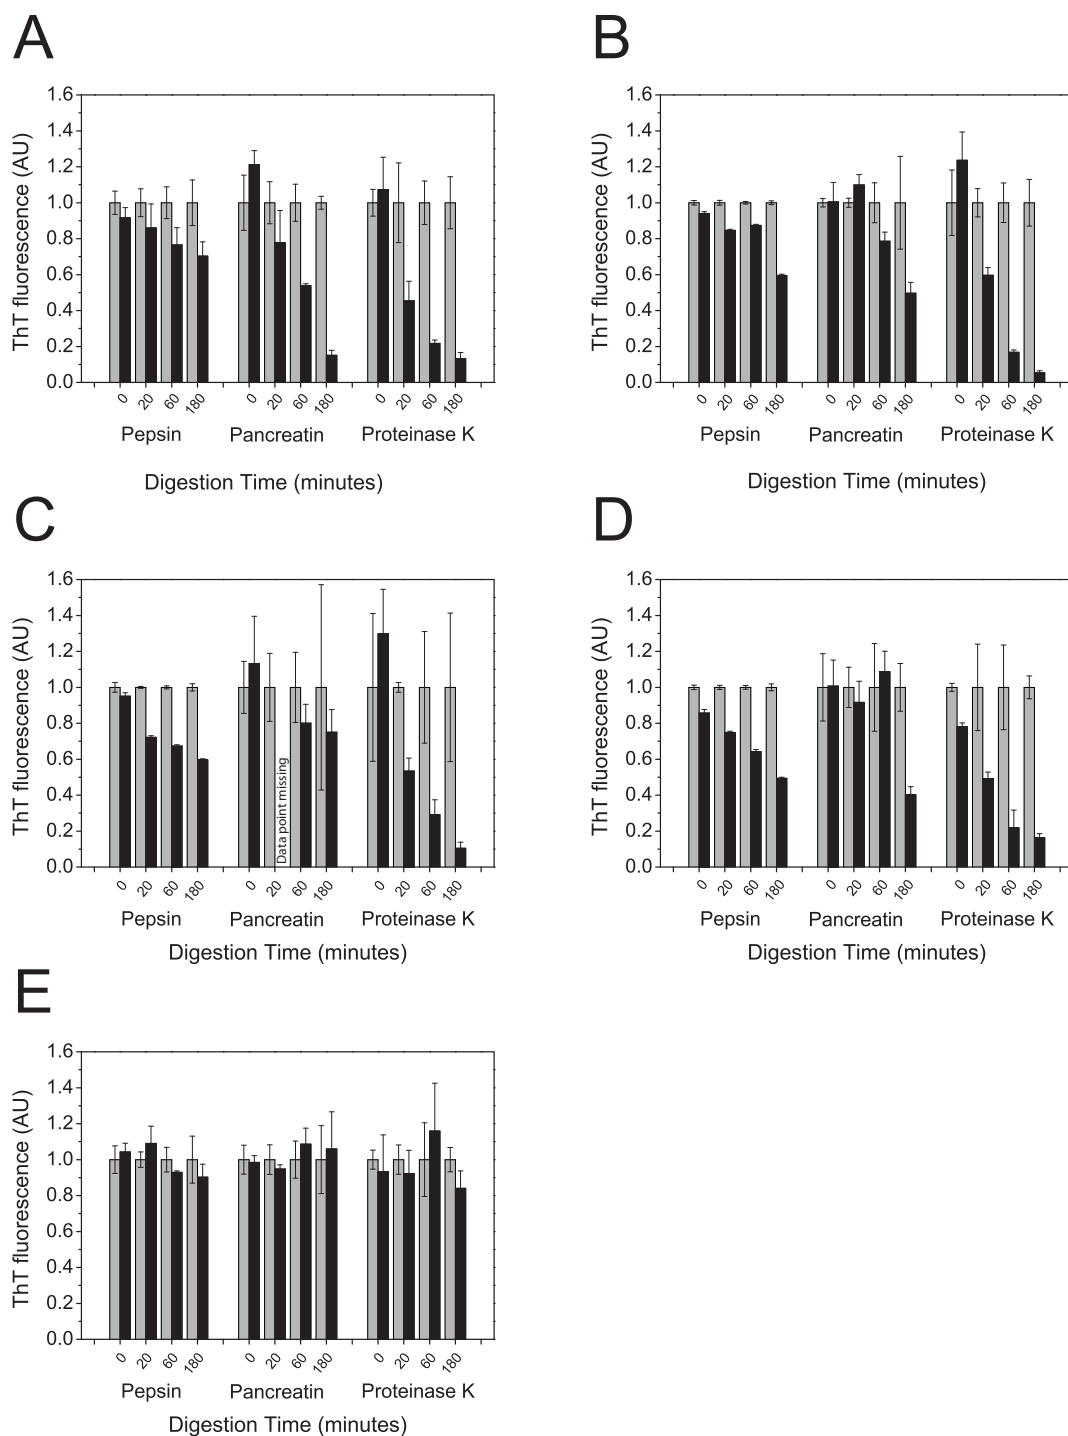 A
ThT fluorescence (AU)
1.6
1.4
1.2
1.0
0.8
0.6
0.4
0.2
0.0
0 20 60 180 0 20 60 180 0 20 60 180
Pepsin Pancreatin Proteinase K
Digestion Time (minutes)
B
ThT fluorescence (AU)
1.6
1.4
1.2
1.0
0.8
0.6
0.4
0.2
0.0
0 20 60 180 0 20 60 180 0 20 60 180
Pepsin Pancreatin Proteinase K
Digestion Time (minutes)
C
ThT fluorescence (AU)
1.6
1.4
1.2
1.0
0.8
0.6
0.4
0.2
0.0
Data point missing
0 20 60 180 0 20 60 180 0 20 60 180
Pepsin Pancreatin Proteinase K
Digestion Time (minutes)
D
ThT fluorescence (AU)
1.6
1.4
1.2
1.0
0.8
0.6
0.4
0.2
0.0
0 20 60 180 0 20 60 180 0 20 60 180
Pepsin Pancreatin Proteinase K
Digestion Time (minutes)
E
ThT fluorescence (AU)
1.6
1.4
1.2
1.0
0.8
0.6
0.4
0.2
0.0
0 20 60 180 0 20 60 180 0 20 60 180
Pepsin Pancreatin Proteinase K
Digestion Time (minutes)